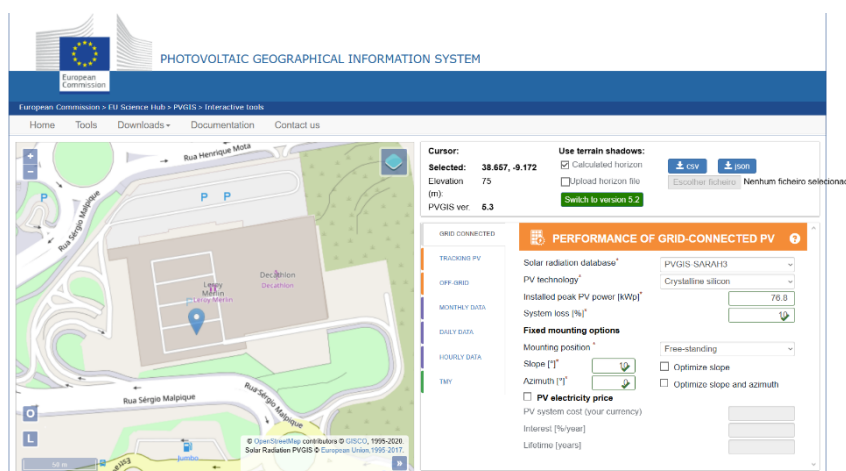 European
Commission
PHOTOVOLTAIC GEOGRAPHICAL INFORMATION SYSTEM
European Commission > EU Science Hub > PVGIS > Interactive tools
Home Tools Downloads Documentation Contact us
+
−
Rua Henrique Mota
P
P P
Rua Sérgio Malpique
Decathlon
Decathlon
Leroy
Merlin
Leroy Merlin
Rua Sérgio Malpique
Rua Sérgio Malpique
O
L
Jumbo
50 m
© OpenStreetMap contributors © GISCO, 1995-2020.
Solar Radiation PVGIS © European Union, 1995-2017.
»
Cursor:
Selected: 38.657, -9.172
Elevation 75
(m):
PVGIS ver. 5.3
Use terrain shadows:
Calculated horizon
Upload horizon file
Switch to version 5.2
csv json
Escolher ficheiro Nenhum ficheiro selecionad
GRID CONNECTED
TRACKING PV
OFF-GRID
MONTHLY DATA
DAILY DATA
HOURLY DATA
TMY
PERFORMANCE OF GRID-CONNECTED PV ?
Solar radiation database* PVGIS-SARAH3
PV technology* Crystalline silicon
Installed peak PV power [kWp]* 76.8
System loss [%]* 10
Fixed mounting options
Mounting position * Free-standing
Slope [°]* 10 Optimize slope
Azimuth [°]* 0 Optimize slope and azimuth
PV electricity price
PV system cost (your currency)
Interest [%/year]
Lifetime [years]